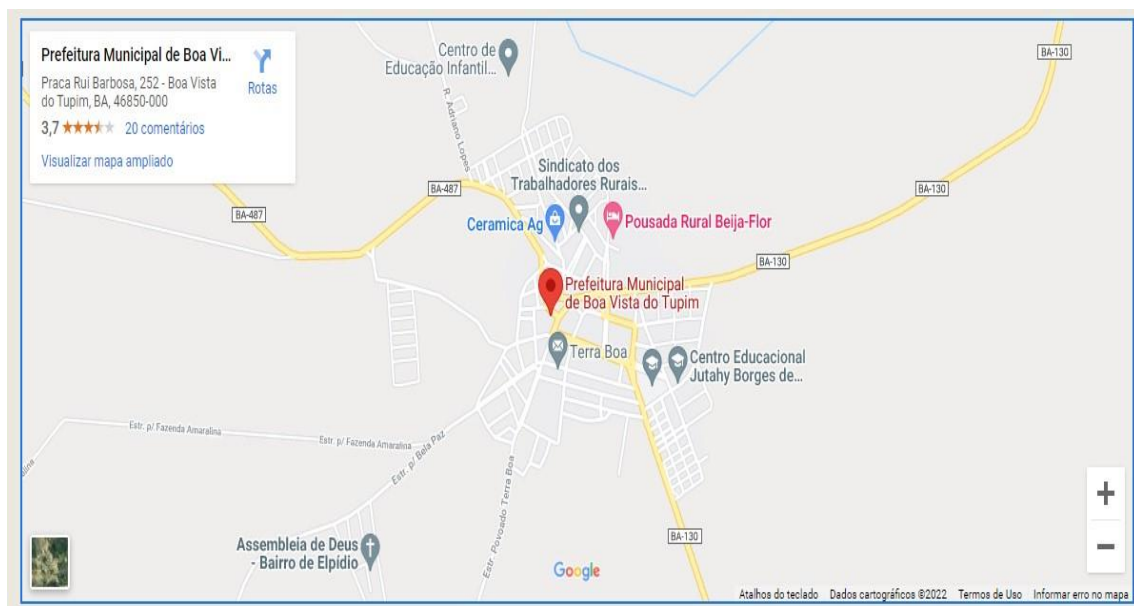 Prefeitura Municipal de Boa Vi...
Praca Rui Barbosa, 252 - Boa Vista
do Tupim, BA, 46850-000
Rotas
3,7
20 comentários
Visualizar mapa ampliado
Centro de
Educação Infantil...
BA-130
R. Adriano Lopes
Sindicato dos
Trabalhadores Rurais...
BA-487
BA-130
BA-487
Ceramica Ag
Pousada Rural Beija-Flor
BA-130
Prefeitura Municipal
de Boa Vista do Tupim
Terra Boa
Centro Educacional
Jutahy Borges de...
Estr. p/ Fazenda Amaralina
Estr. p/ Fazenda Amaralina
Estr. p/ Bela Paz
Estr. Povoado Terra Boa
BA-130
Assembleia de Deus
- Bairro de Elpídio
Google
Atalhos do teclado
Dados cartográficos ©2022
Termos de Uso
Informar erro no mapa